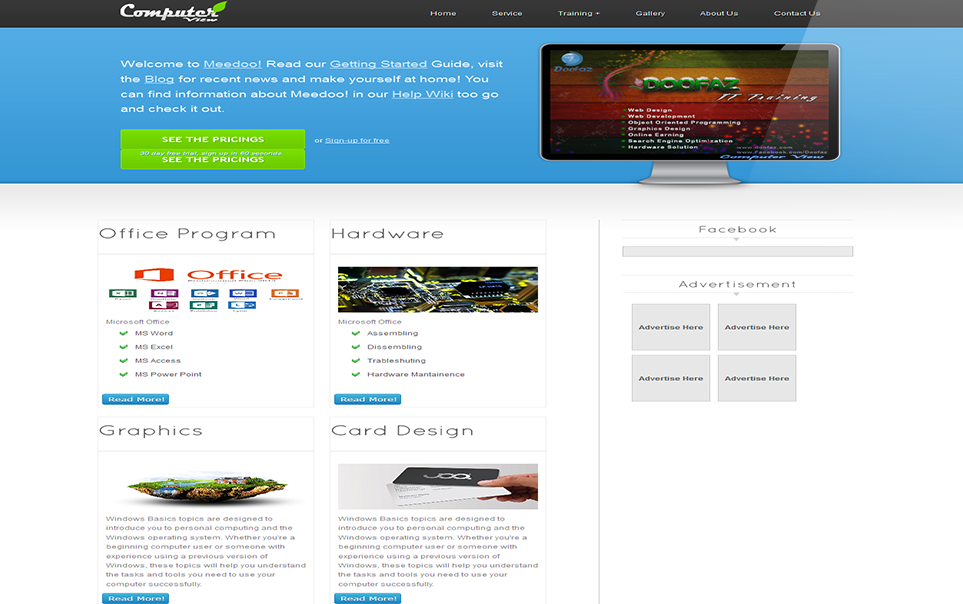 Computer
View
Home
Service
Training +
Gallery
About Us
Contact Us
Welcome to Meedoo! Read our Getting Started Guide, visit
the Blog for recent news and make yourself at home! You
can find information about Meedoo! in our Help Wiki too go
and check it out.
SEE THE PRICINGS
30 day free trial, sign up in 60 seconds
SEE THE PRICINGS
or Sign-up for free
Doofaz
DOOFAZ
IT Training
Web Design
Web Development
Object Oriented Programming
Graphics Design
Online Earning
Search Engine Optimisation
Hardware Solution
www.doofaz.com
www.Facebook.com/Doofaz
Computer View
Office Program
Office
Microsoft Office
MS Word
MS Excel
MS Access
MS Power Point
Read More!
Hardware
Microsoft Office
Assembling
Dissembling
Trableshuting
Hardware Mantainence
Read More!
Facebook
Advertisement
Advertise Here
Advertise Here
Advertise Here
Advertise Here
Graphics
Windows Basics topics are designed to
introduce you to personal computing and the
Windows operating system. Whether you're a
beginning computer user or someone with
experience using a previous version of
Windows, these topics will help you understand
the tasks and tools you need to use your
computer successfully.
Read More!
Card Design
Windows Basics topics are designed to
introduce you to personal computing and the
Windows operating system. Whether you're a
beginning computer user or someone with
experience using a previous version of
Windows, these topics will help you understand
the tasks and tools you need to use your
computer successfully.
Read More!